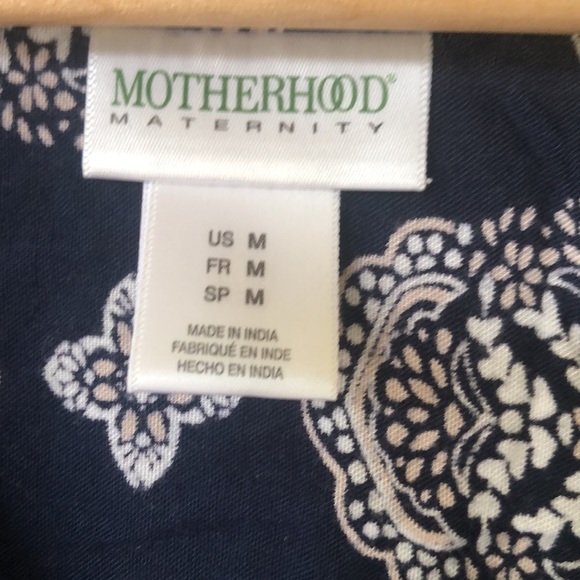 MOTHERHOOD®
MATERNITY
US M
FR M
SP M
MADE IN INDIA
FABRIQUÉ EN INDE
HECHO EN INDIA